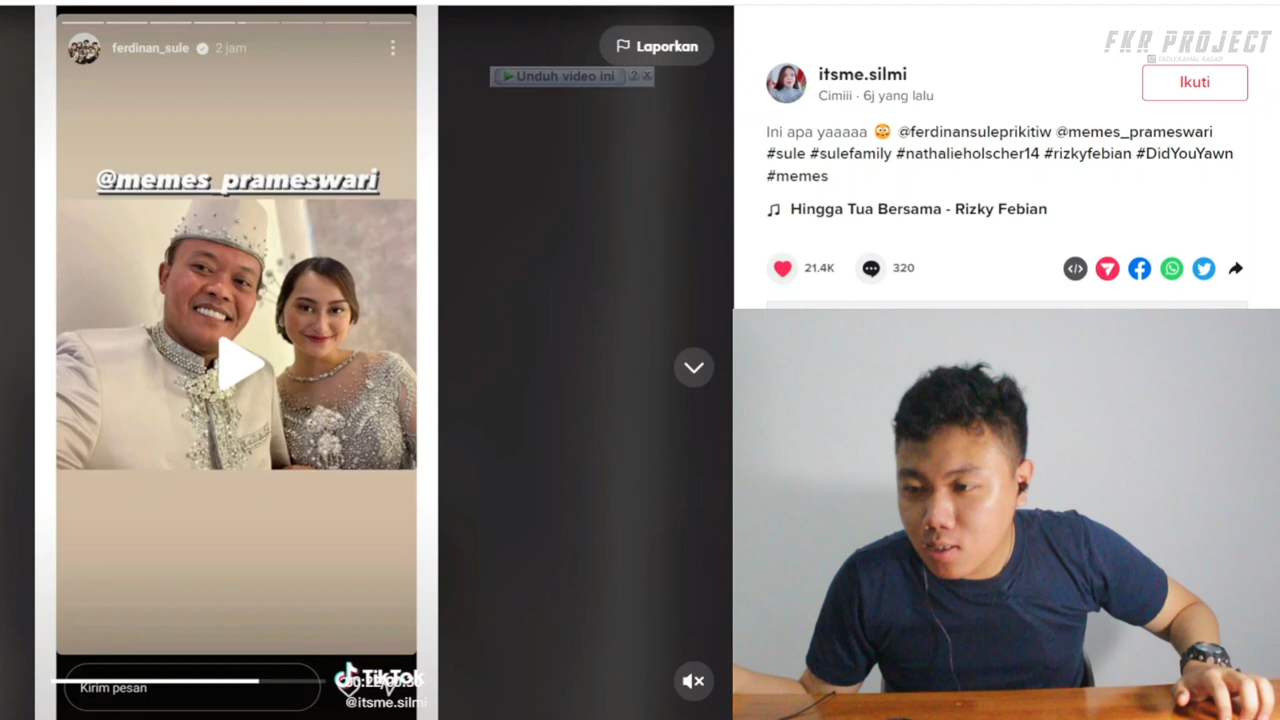 ferdinan_sule 2 jam
@memes_prameswari
Kirim pesan
TikTok
@itsme.silmi
Laporkan
Unduh video ini ? X
FKR PROJECT
itsme.silmi
Cimiii · 6j yang lalu
Ikuti
Ini apa yaaaaa 😳 @ferdinansuleprikitiw @memes_prameswari
#sule #sulefamily #nathalieholscher14 #rizkyfebian #DidYouYawn
#memes
Hingga Tua Bersama - Rizky Febian
21.4K 320